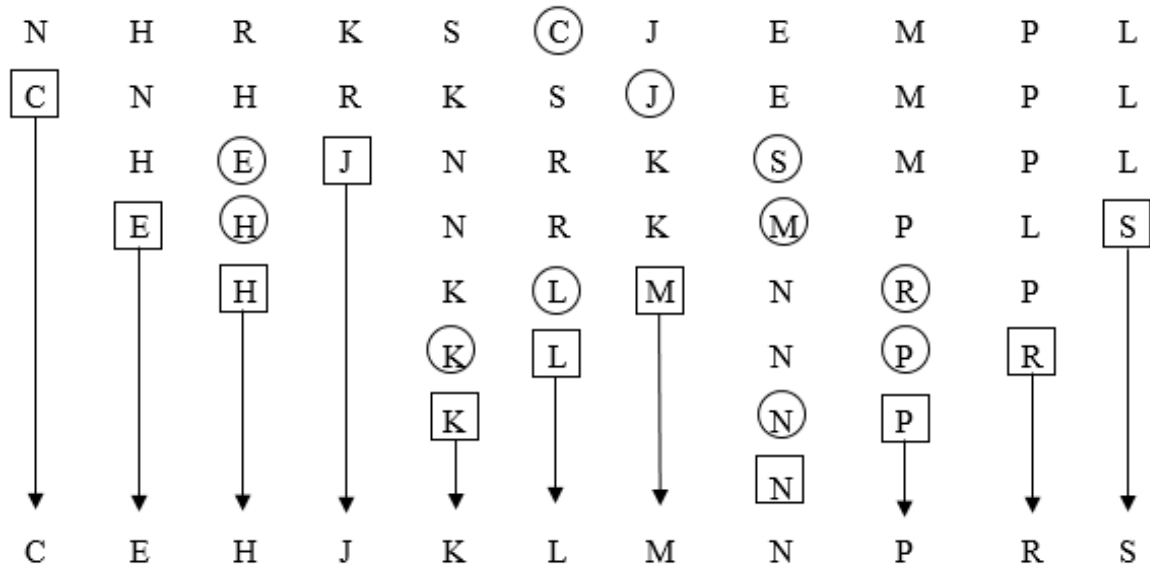 N H R K S C J E M P L
C N H R K S J E M P L
H E J N R K S M P L
E H N R K M P L S
H K L M N R P
K L N P R
K N P
N
C E H J K L M N P R S